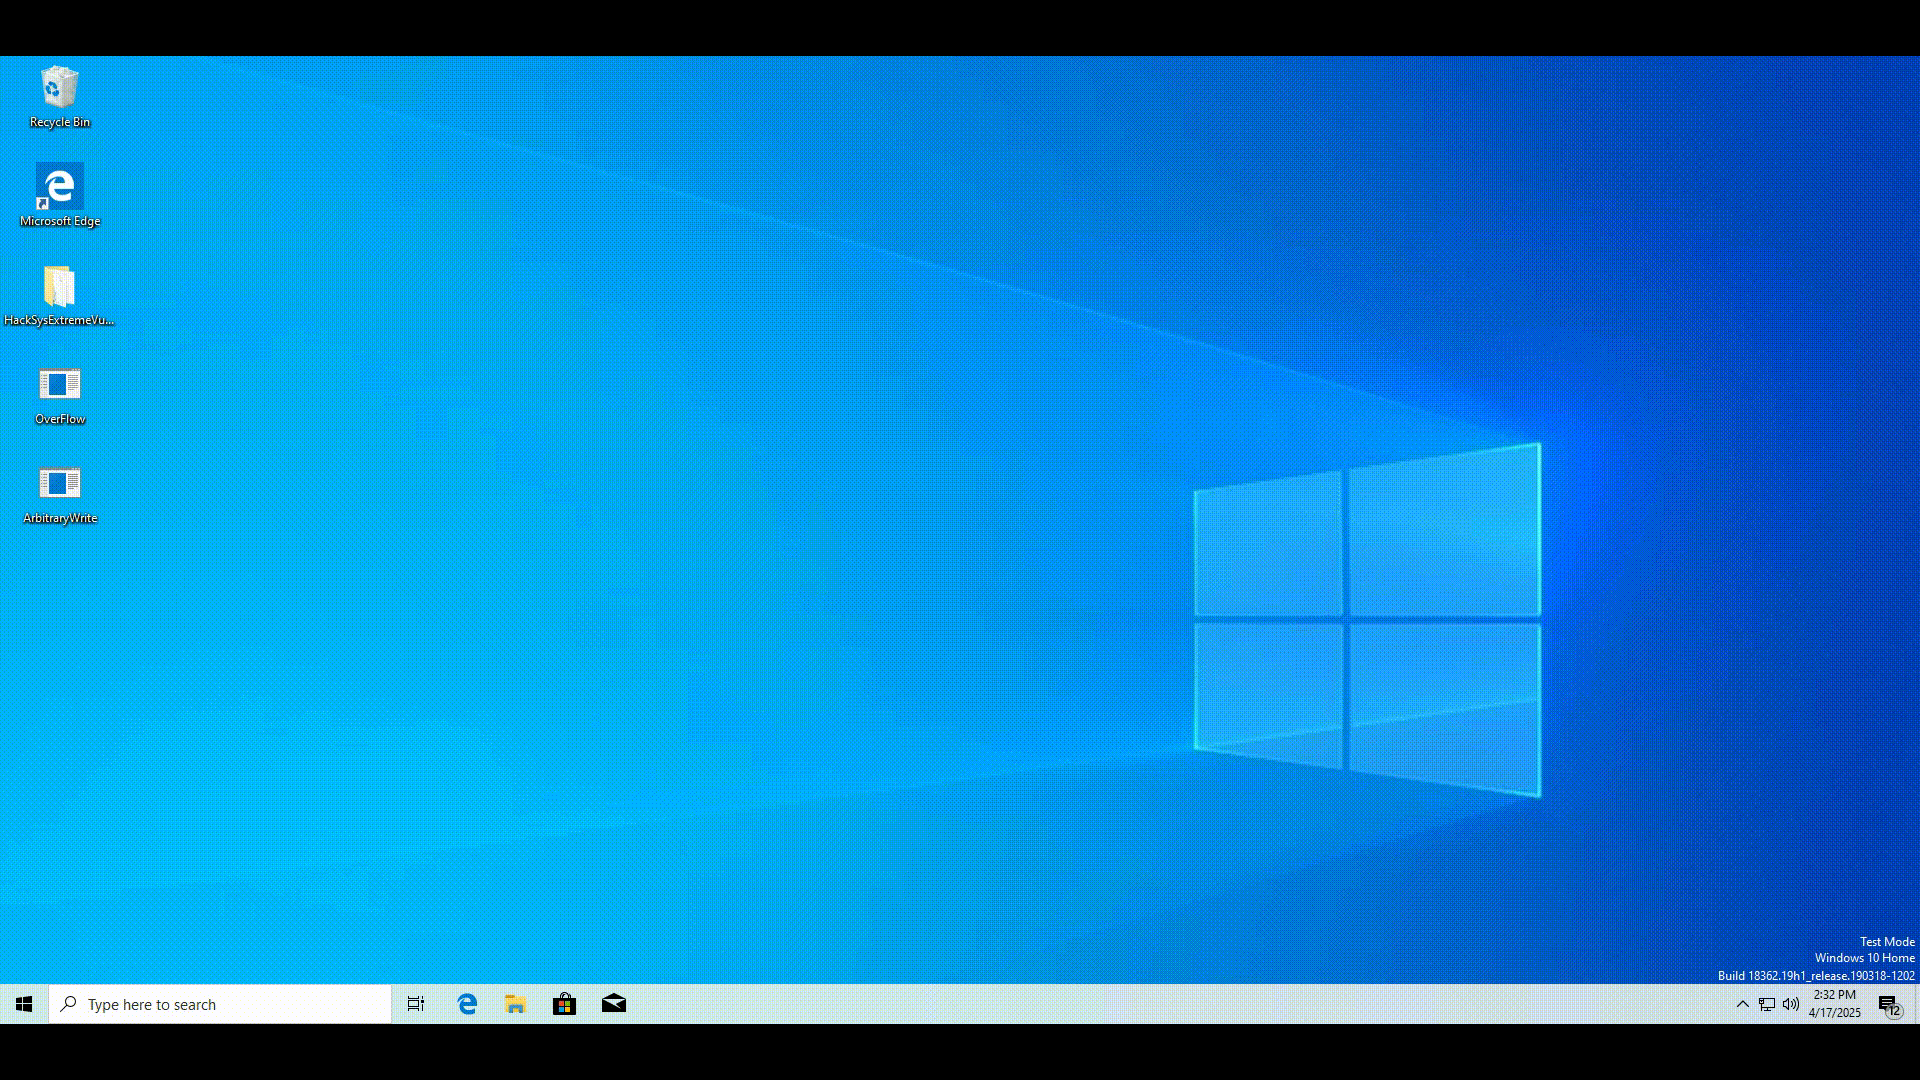 Recycle Bin
Microsoft Edge
HackSysExtremeVu...
OverFlow
ArbitraryWrite
Test Mode
Windows 10 Home
Build 18362.19h1_release.190318-1202
Type here to search
2:32 PM
4/17/2025
12